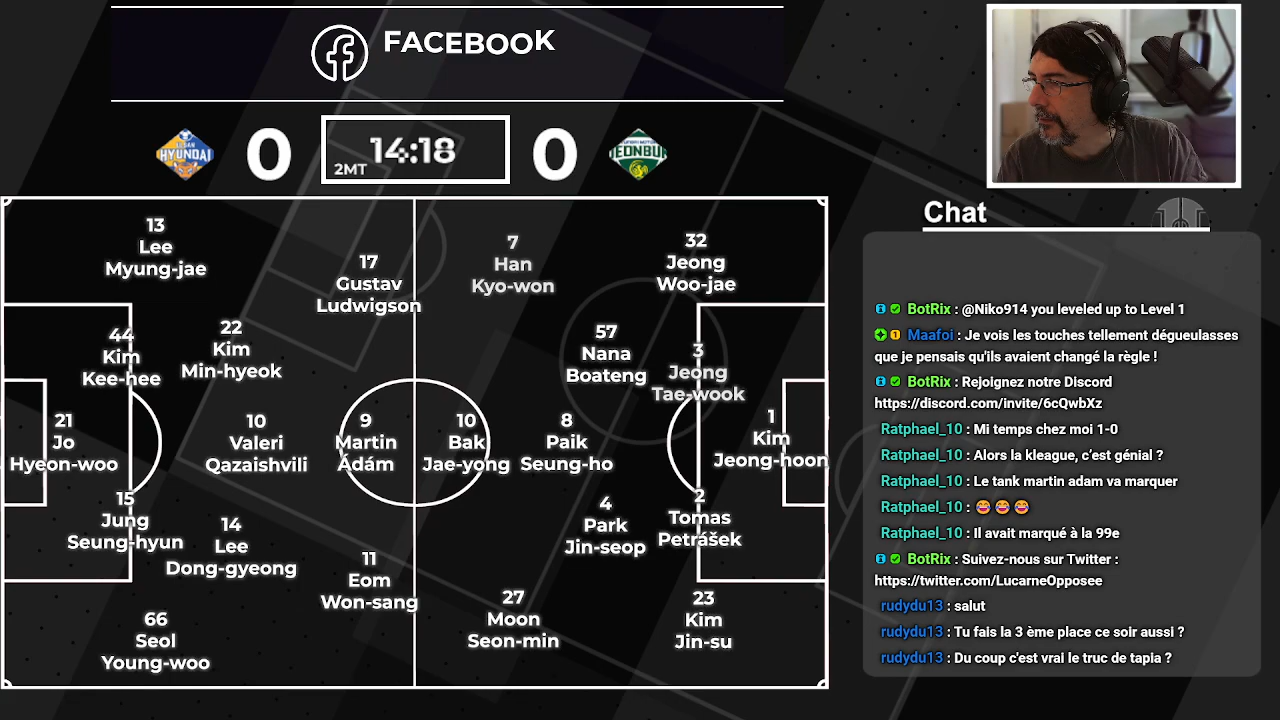 FACEBOOK
HYUNDAI
0
14:18
2MT
0
Chat
13
Lee
Myung-jae
17
Gustav
Ludwigson
7
Han
Kyo-won
32
Jeong
Woo-jae
44
Kim
Kee-hee
22
Kim
Min-hyeok
57
Nana
Boateng
3
Jeong
Tae-wook
21
Jo
Hyeon-woo
10
Valeri
Qazaishvili
9
Martin
Ádám
10
Bak
Jae-yong
8
Paik
Seung-ho
1
Kim
Jeong-hoon
15
Jung
Seung-hyun
14
Lee
Dong-gyeong
4
Park
Jin-seop
2
Tomas
Petrášek
11
Eom
Won-sang
66
Seol
Young-woo
27
Moon
Seon-min
23
Kim
Jin-su
BotRix : @Niko914 you leveled up to Level 1
1 Maafoi : Je vois les touches tellement dégueulasses
que je pensais qu'ils avaient changé la règle !
BotRix : Rejoignez notre Discord
https://discord.com/invite/6cQwbXz
Ratphael_10 : Mi temps chez moi 1-0
Ratphael_10 : Alors la kleague, c'est génial ?
Ratphael_10 : Le tank martin adam va marquer
Ratphael_10 : 😂 😂 😂
Ratphael_10 : Il avait marqué à la 99e
BotRix : Suivez-nous sur Twitter :
https://twitter.com/LucarneOpposee
rudydu13 : salut
rudydu13 : Tu fais la 3 ème place ce soir aussi ?
rudydu13 : Du coup c'est vrai le truc de tapia ?